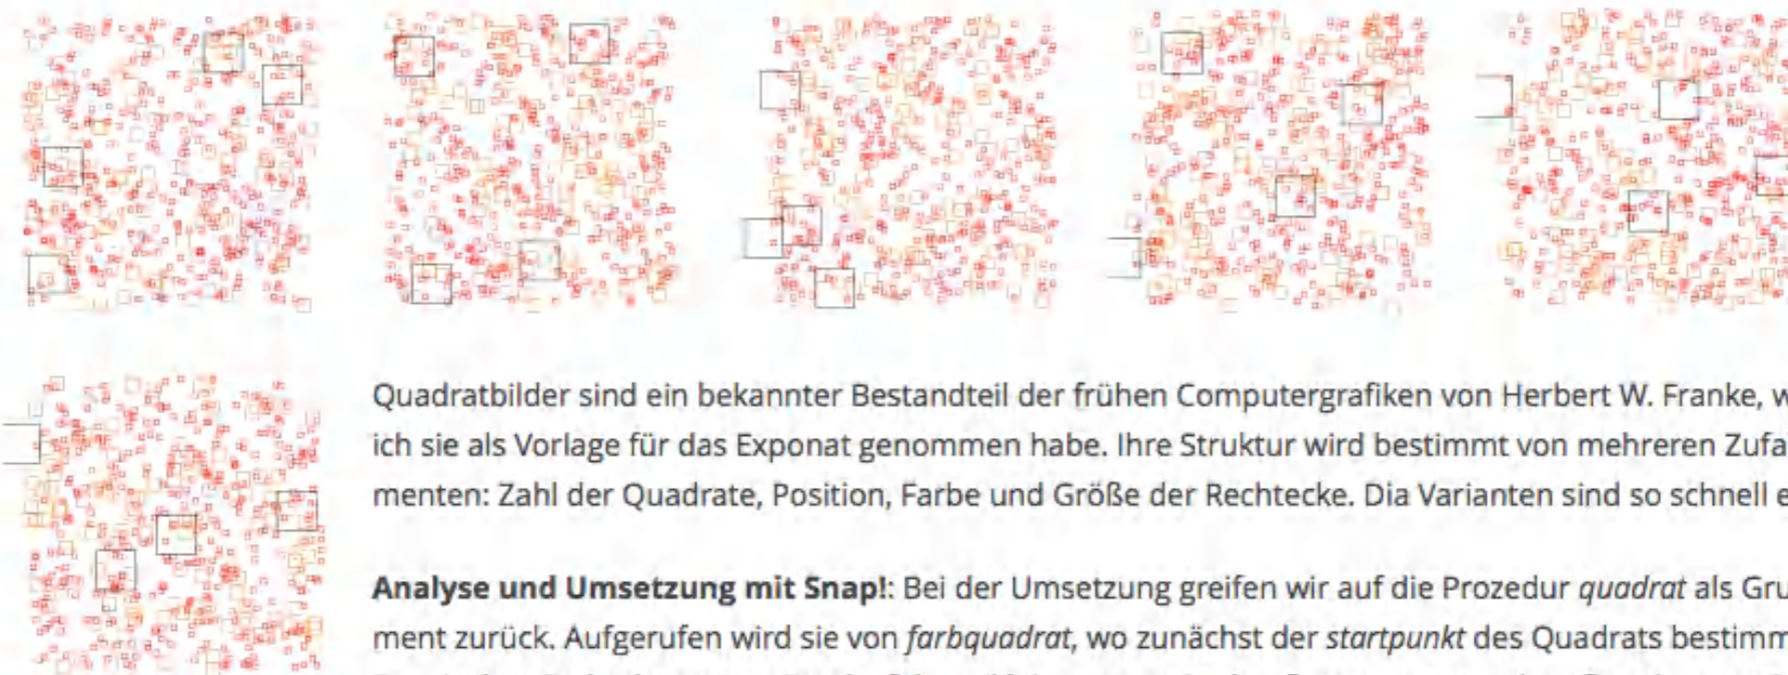 Quadratbilder sind ein bekannter Bestandteil der frühen Computergrafiken von Herbert W. Franke,
ich sie als Vorlage für das Exponat genommen habe. Ihre Struktur wird bestimmt von mehreren Zufa
menten: Zahl der Quadrate, Position, Farbe und Größe der Rechtecke. Dia Varianten sind so schnell e
Analyse und Umsetzung mit Snap!: Bei der Umsetzung greifen wir auf die Prozedur quadrat als Gru
ment zurück. Aufgerufen wird sie von farbquadrat, wo zunächst der startpunkt des Quadrats bestimm